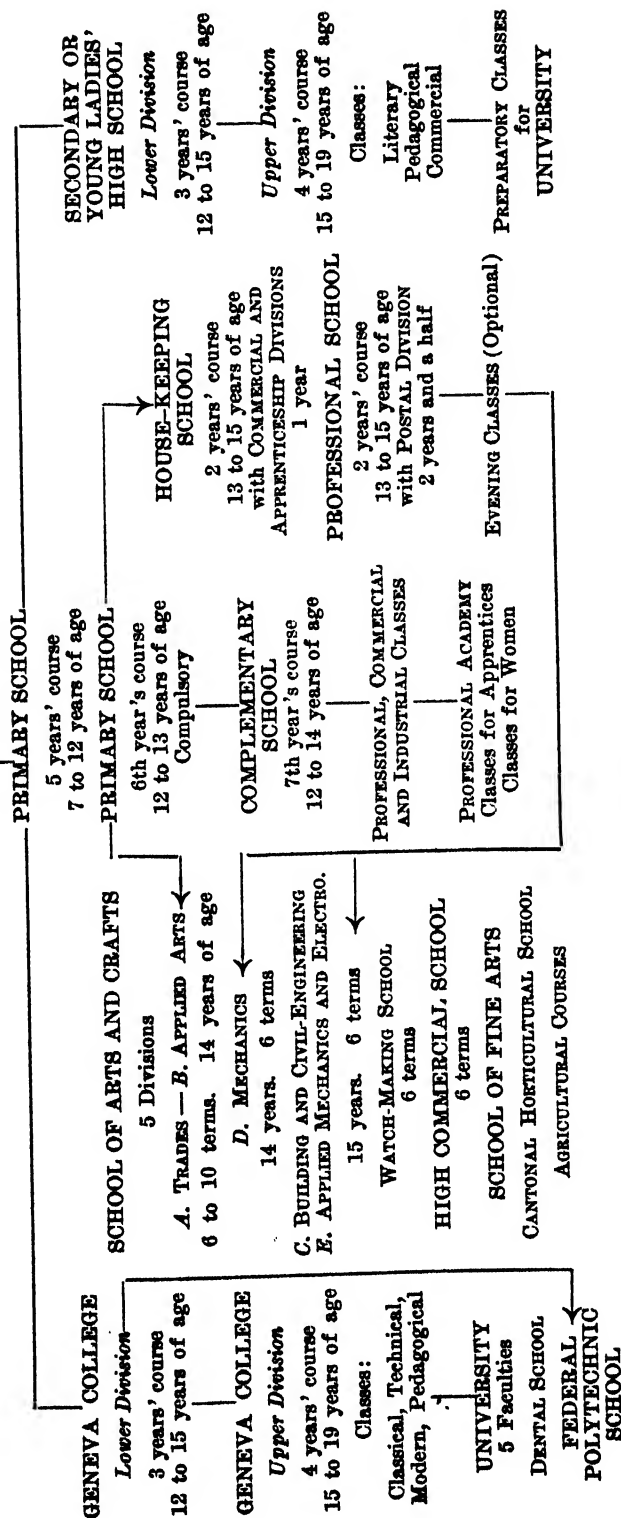 PRIMARY SCHOOL
5 years' course
7 to 12 years of age
PRIMARY SCHOOL
6th year's course
12 to 13 years of age
Compulsory
COMPLEMENTARY
SCHOOL
7th year's course
12 to 14 years of age
PROFESSIONAL, COMMERCIAL
AND INDUSTRIAL CLASSES
PROFESSIONAL ACADEMY
Classes for Apprentices
Classes for Women
GENEVA COLLEGE
Lower Division
3 years' course
12 to 15 years of age
GENEVA COLLEGE
Upper Division
4 years' course
15 to 19 years of age
Classes:
Classical, Technical,
Modern, Pedagogical
UNIVERSITY
5 Faculties
DENTAL SCHOOL
FEDERAL
POLYTECHNIC
SCHOOL
SCHOOL OF ARTS AND CRAFTS
5 Divisions
A. TRADES — B. APPLIED ARTS
6 to 10 terms. 14 years of age
D. MECHANICS
14 years. 6 terms
C. BUILDING AND CIVIL-ENGINEERING
E. APPLIED MECHANICS AND ELECTRO.
15 years. 6 terms
WATCH-MAKING SCHOOL
6 terms
HIGH COMMERCIAL SCHOOL
6 terms
SCHOOL OF FINE ARTS
CANTONAL HORTICULTURAL SCHOOL
AGRICULTURAL COURSES
HOUSE-KEEPING
SCHOOL
2 years' course
13 to 15 years of age
with COMMERCIAL AND
APPRENTICESHIP DIVISIONS
1 year
PROFESSIONAL SCHOOL
2 years' course
13 to 15 years of age
with POSTAL DIVISION
2 years and a half
EVENING CLASSES (Optional)
SECONDARY OR
YOUNG LADIES'
HIGH SCHOOL
Lower Division
3 years' course
12 to 15 years of age
Upper Division
4 years' course
15 to 19 years of age
Classes:
Literary
Pedagogical
Commercial
PREPARATORY CLASSES
for
UNIVERSITY